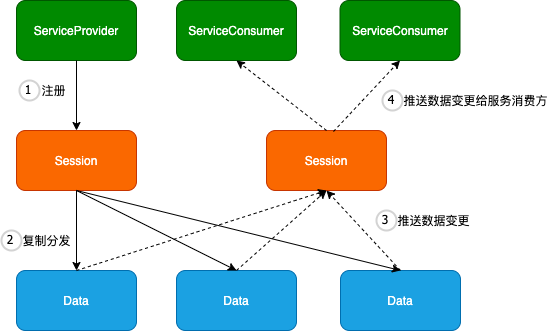 ServiceProvider
ServiceConsumer
ServiceConsumer
1 注册
4 推送数据变更给服务消费方
Session
Session
2 复制分发
3 推送数据变更
Data
Data
Data